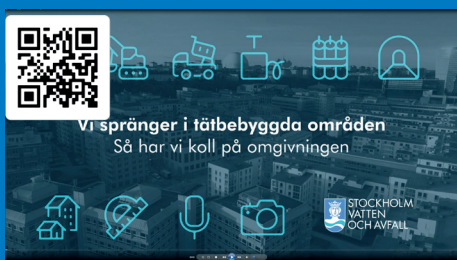 Vi spränger i tätbebyggda områden
Så har vi koll på omgivningen
STOCKHOLM
VATTEN
OCH AVFALL